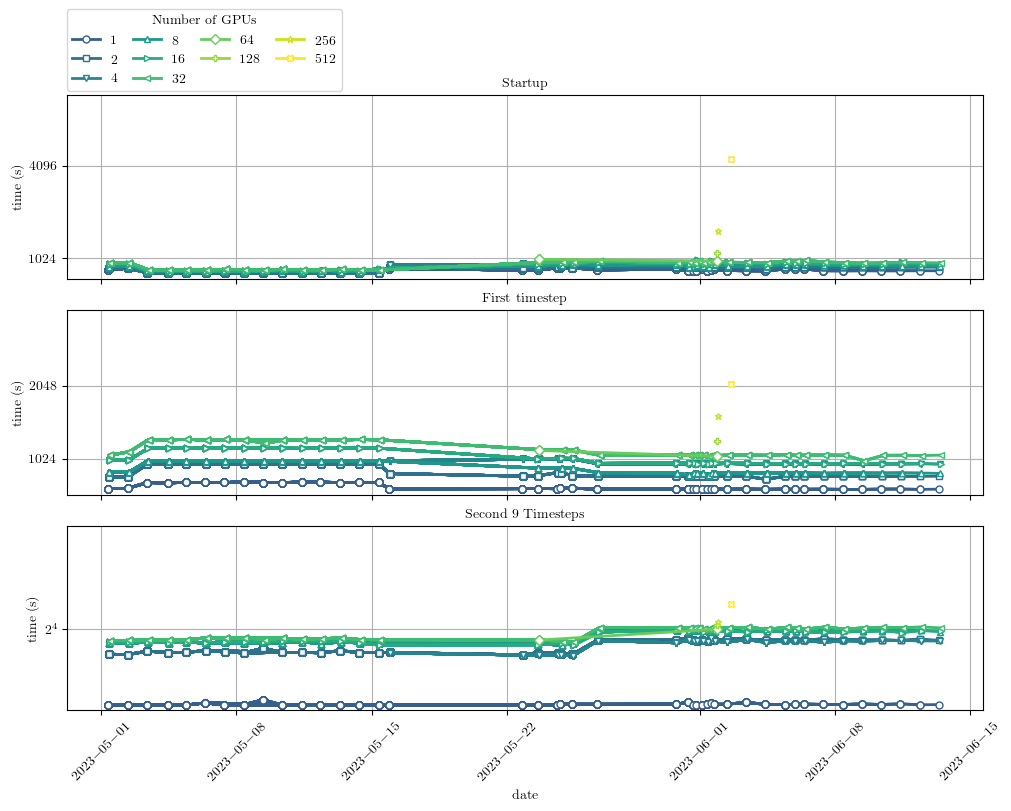 Number of GPUs
1 8 64 256
2 16 128 512
4 32
Startup
4096
time (s)
1024
First timestep
2048
time (s)
1024
Second 9 Timesteps
2⁴
time (s)
2023−05−01 2023−05−08 2023−05−15 2023−05−22 2023−06−01 2023−06−08 2023−06−15
date